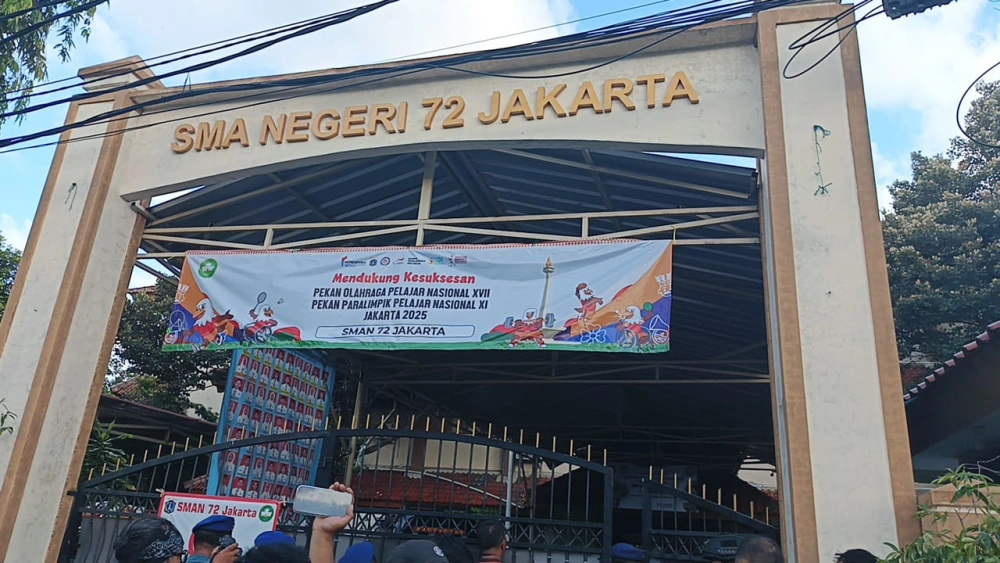 SMA NEGERI 72 JAKARTA
Mendukung Kesuksesan
PEKAN OLAHRAGA PELAJAR NASIONAL XVII
PEKAN PARALIMPIK PELAJAR NASIONAL XI
JAKARTA 2025
SMAN 72 JAKARTA
SMAN 72 Jakarta